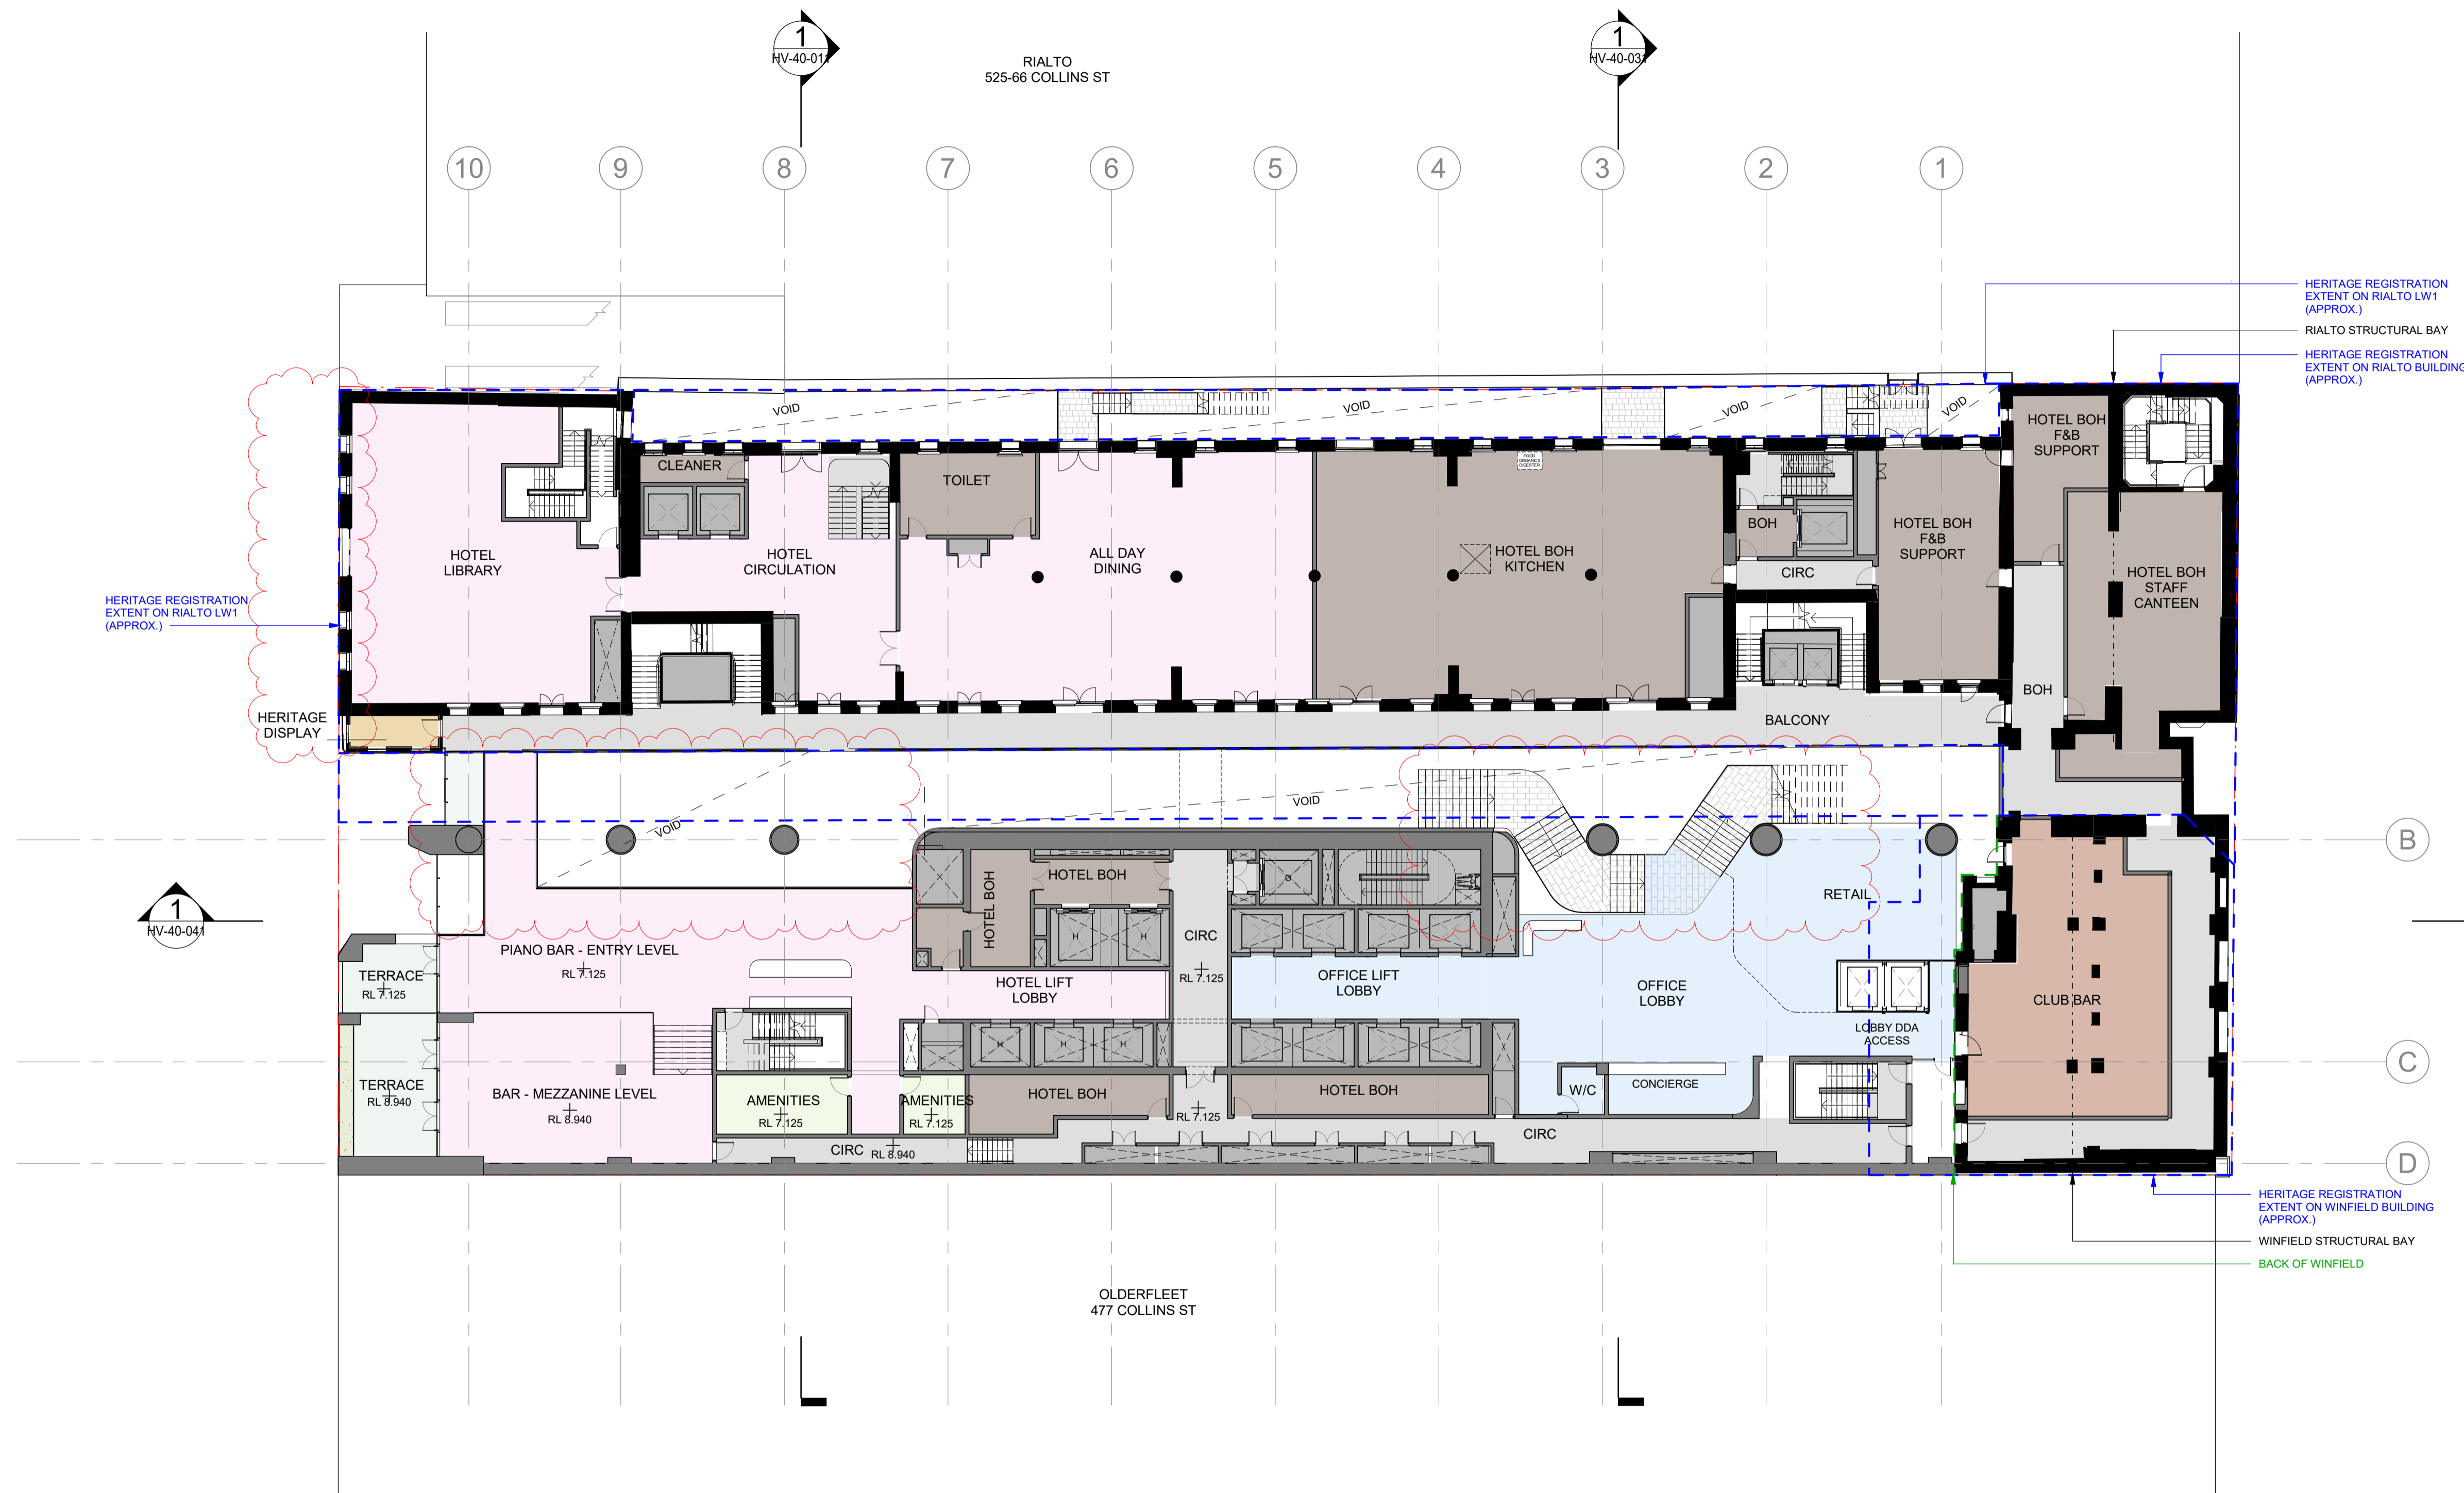 1
HV-40-011
RIALTO
525-66 COLLINS ST
1
HV-40-031
10
9
8
7
6
5
4
3
2
1
HERITAGE REGISTRATION
EXTENT ON RIALTO LW1
(APPROX.)
RIALTO STRUCTURAL BAY
HERITAGE REGISTRATION
EXTENT ON RIALTO BUILDING
(APPROX.)
VOID
VOID
VOID
VOID
CLEANER
TOILET
FOOD
ORGANICS
DIGESTER
HOTEL BOH
F&B
SUPPORT
HOTEL
LIBRARY
HOTEL
CIRCULATION
ALL DAY
DINING
HOTEL BOH
KITCHEN
BOH
CIRC
HOTEL BOH
F&B
SUPPORT
HOTEL BOH
STAFF
CANTEEN
HERITAGE REGISTRATION
EXTENT ON RIALTO LW1
(APPROX.)
BOH
HERITAGE
DISPLAY
BALCONY
VOID
VOID
B
1
HV-40-041
HOTEL BOH
HOTEL BOH
RETAIL
PIANO BAR - ENTRY LEVEL
RL 7.125
TERRACE
RL 7.125
H
H
CIRC
RL 7.125
HOTEL LIFT
LOBBY
OFFICE LIFT
LOBBY
OFFICE
LOBBY
CLUB BAR
LOBBY DDA
ACCESS
H
H
H
C
TERRACE
RL 8.940
BAR - MEZZANINE LEVEL
RL 8.940
AMENITIES
RL 7.125
AMENITIES
RL 7.125
HOTEL BOH
RL 7.125
HOTEL BOH
W/C
CONCIERGE
CIRC
RL 8.940
CIRC
D
HERITAGE REGISTRATION
EXTENT ON WINFIELD BUILDING
(APPROX.)
WINFIELD STRUCTURAL BAY
BACK OF WINFIELD
OLDERFLEET
477 COLLINS ST